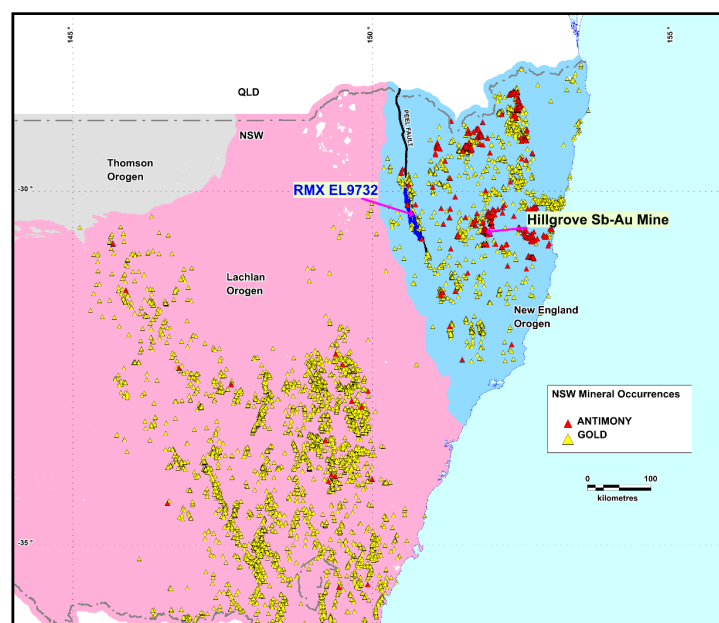 145°
150°
155°
QLD
NSW
PEEL FAULT
Thomson
Orogen
-30°
RMX EL9732
Hillgrove Sb-Au Mine
Lachlan
Orogen
New England
Orogen
NSW Mineral Occurrences
ANTIMONY
GOLD
0
100
kilometres
-35°